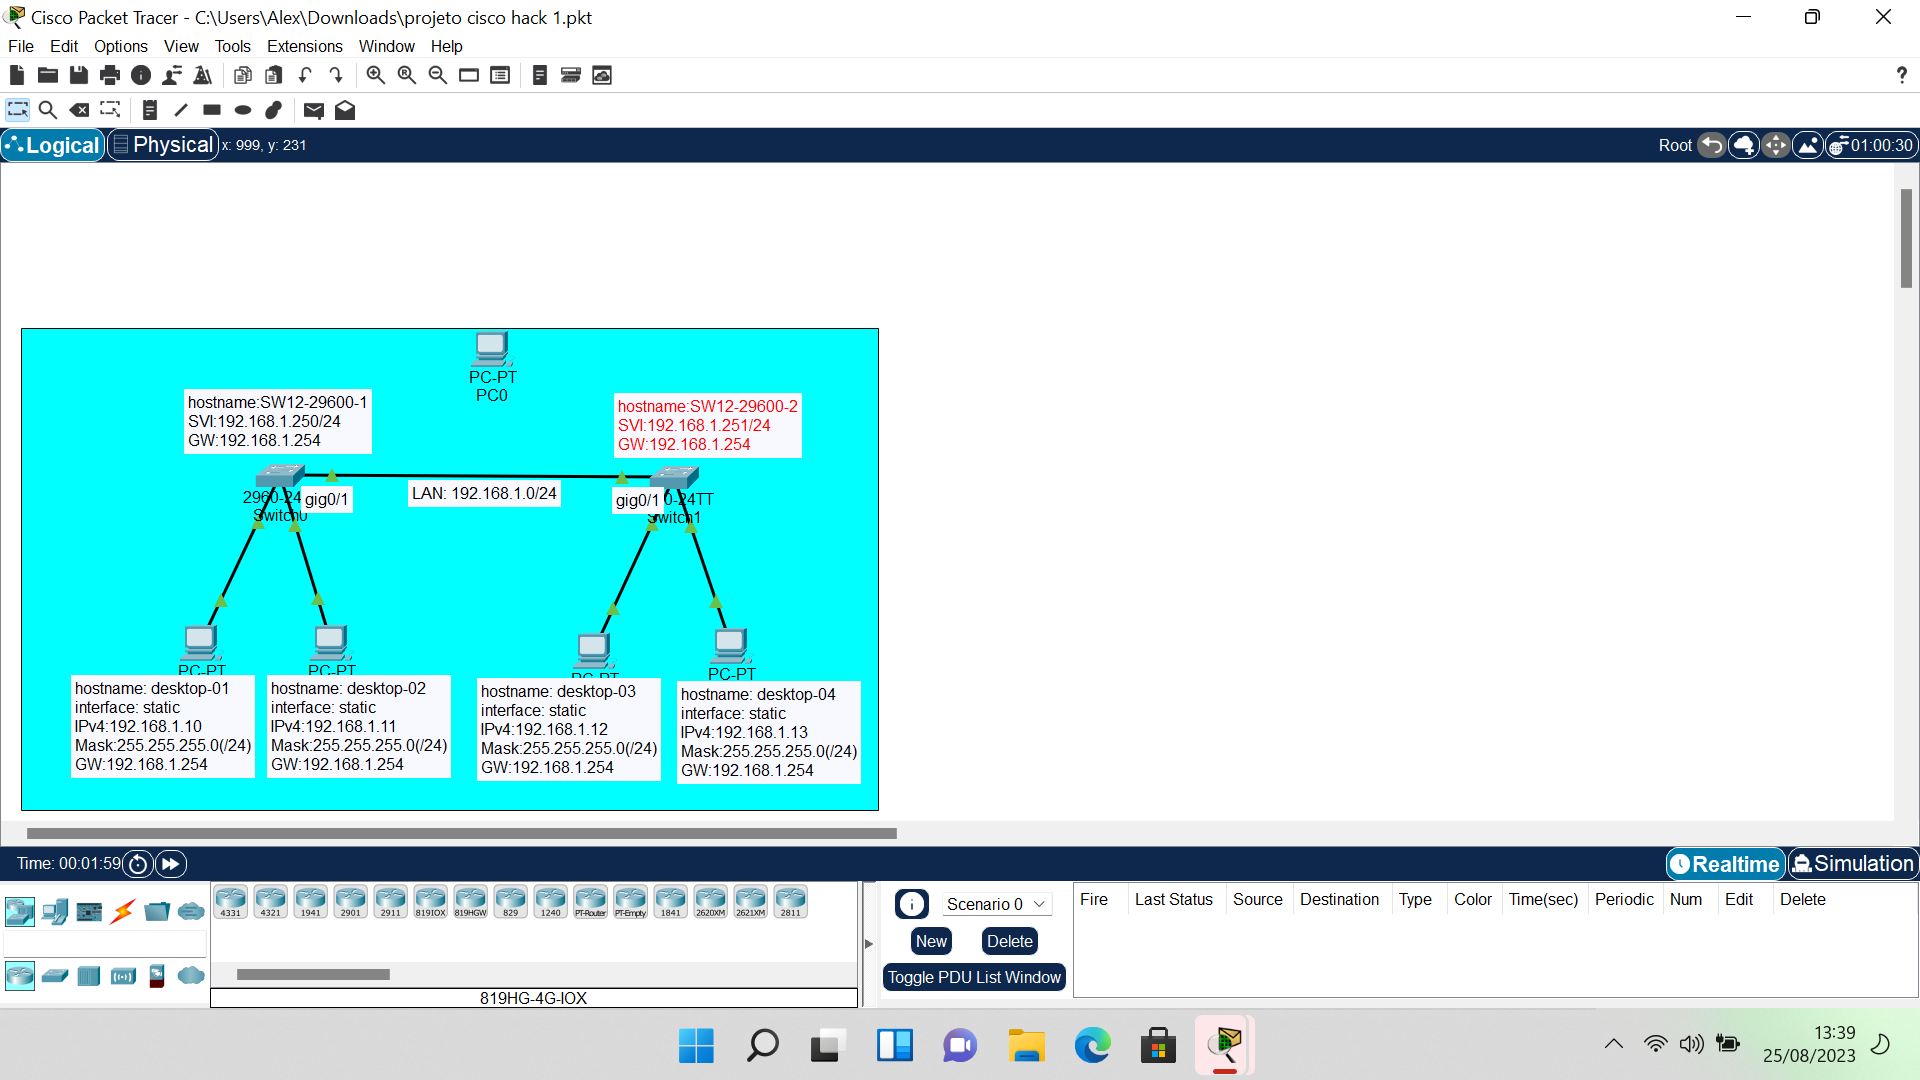 Cisco Packet Tracer - C:\Users\Alex\Downloads\projeto cisco hack 1.pkt
File Edit Options View Tools Extensions Window Help
?
Logical Physical x: 999, y: 231 Root 01:00:30
PC-PT
PC0
hostname:SW12-29600-1
SVI:192.168.1.250/24
GW:192.168.1.254
hostname:SW12-29600-2
SVI:192.168.1.251/24
GW:192.168.1.254
2960-24
Switch0
gig0/1
LAN: 192.168.1.0/24
gig0/1
0-24TT
Switch1
PC-PT
PC-PT
PC-PT
PC-PT
hostname: desktop-01
interface: static
IPv4:192.168.1.10
Mask:255.255.255.0(/24)
GW:192.168.1.254
hostname: desktop-02
interface: static
IPv4:192.168.1.11
Mask:255.255.255.0(/24)
GW:192.168.1.254
hostname: desktop-03
interface: static
IPv4:192.168.1.12
Mask:255.255.255.0(/24)
GW:192.168.1.254
hostname: desktop-04
interface: static
IPv4:192.168.1.13
Mask:255.255.255.0(/24)
GW:192.168.1.254
Time: 00:01:59 Realtime Simulation
4331 4321 1941 2901 2911 819IOX 819HGW 829 1240 PT-Router PT-Empty 1841 2620XM 2621XM 2811
819HG-4G-IOX
Scenario 0
New Delete
Toggle PDU List Window
Fire Last Status Source Destination Type Color Time(sec) Periodic Num Edit Delete
13:39
25/08/2023